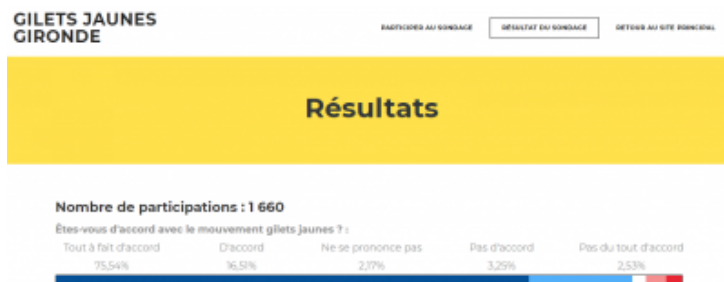 GILETS JAUNES
GIRONDE
PARTICIPER AU SONDAGE RÉSULTAT DU SONDAGE RETOUR AU SITE PRINCIPAL
Résultats
Nombre de participations : 1 660
Êtes-vous d'accord avec le mouvement gilets jaunes ? :
Tout à fait d'accord D'accord Ne se prononce pas Pas d'accord Pas du tout d'accord
75,54% 16,51% 2,17% 3,25% 2,53%